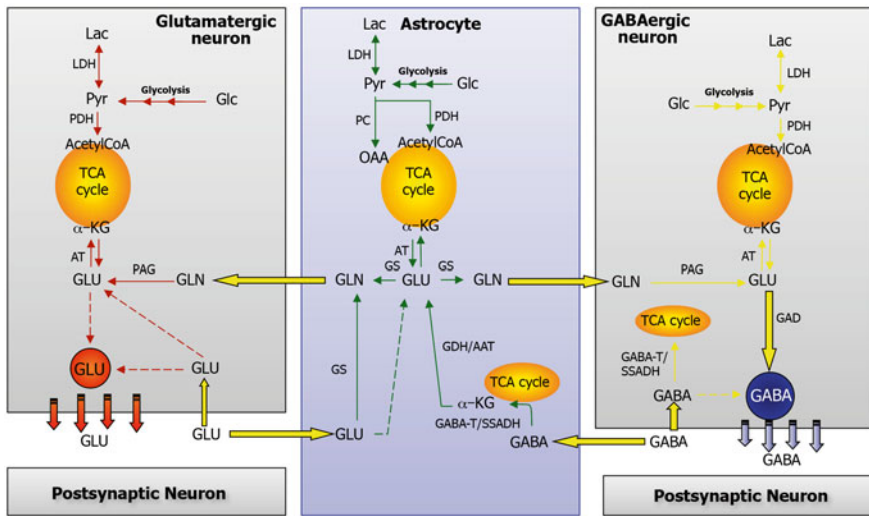 Glutamatergic
neuron
Lac
LDH
Pyr
Glycolysis
Glc
PDH
AcetylCoA
TCA
cycle
α-KG
AT
GLU
PAG
GLN
GLU
GLU
GLU
GLU
Postsynaptic Neuron
Astrocyte
Lac
LDH
Pyr
Glycolysis
Glc
PC
PDH
OAA
AcetylCoA
TCA
cycle
α-KG
AT
GLN
GS
GLU
GS
GLN
GS
GDH/AAT
TCA cycle
α-KG
GABA-T/SSADH
GLU
GABA
GABAergic
neuron
Lac
LDH
Glc
Glycolysis
Pyr
PDH
AcetylCoA
TCA
cycle
α-KG
AT
GLN
PAG
GLU
TCA cycle
GAD
GABA-T/
SSADH
GABA
GABA
GABA
GABA
Postsynaptic Neuron